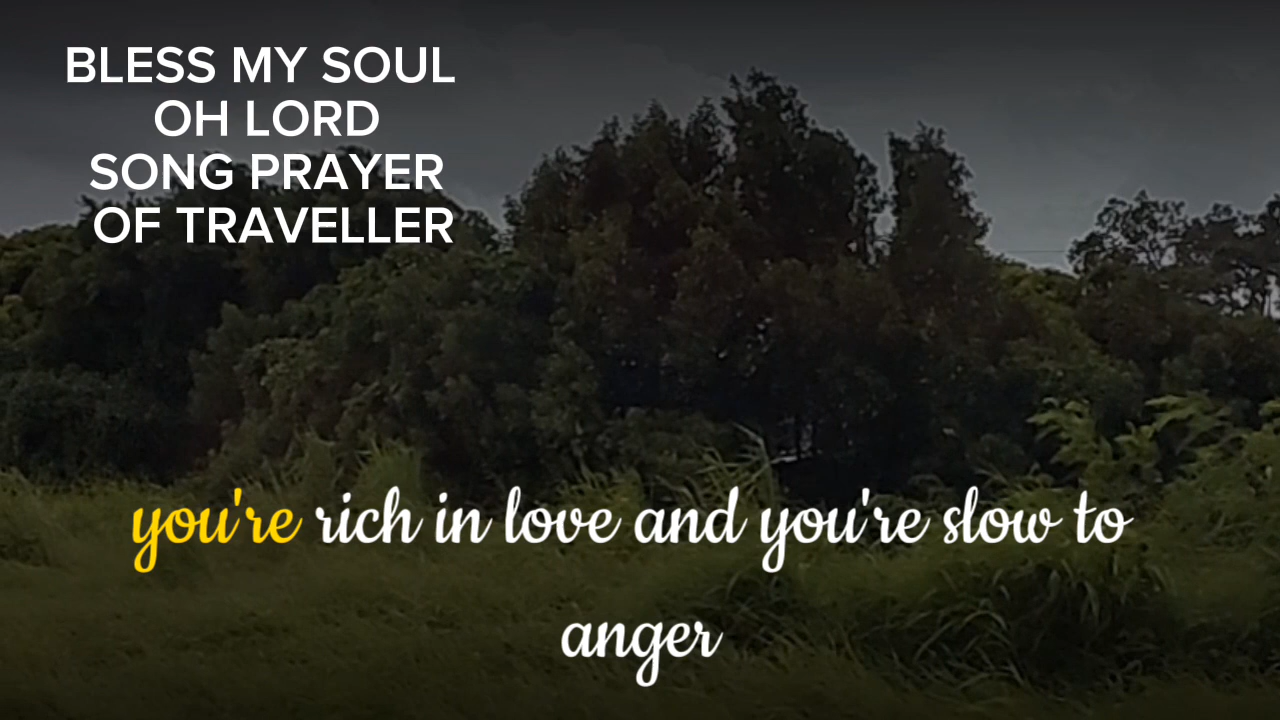 BLESS MY SOUL
OH LORD
SONG PRAYER
OF TRAVELLER
you're rich in love and you're slow to
anger